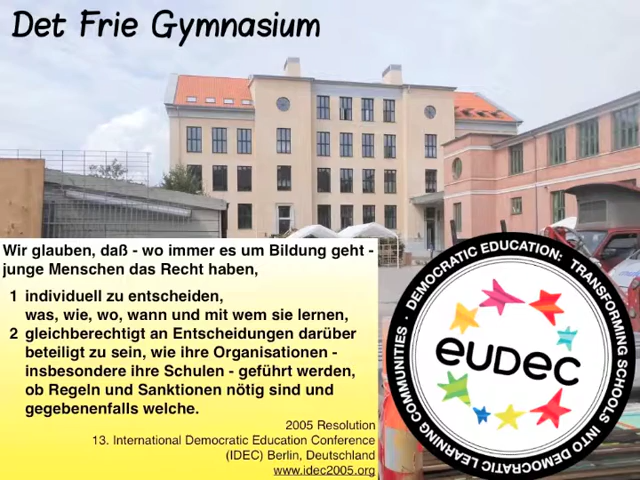 Det Frie Gymnasium
Wir glauben, daß - wo immer es um Bildung geht -
junge Menschen das Recht haben,
1 individuell zu entscheiden,
was, wie, wo, wann und mit wem sie lernen,
2 gleichberechtigt an Entscheidungen darüber
beteiligt zu sein, wie ihre Organisationen -
insbesondere ihre Schulen - geführt werden,
ob Regeln und Sanktionen nötig sind und
gegebenenfalls welche.
2005 Resolution
13. International Democratic Education Conference
(IDEC) Berlin, Deutschland
www.idec2005.org
· DEMOCRATIC EDUCATION: TRANSFORMING SCHOOLS INTO DEMOCRATIC LEARNING COMMUNITIES
euDec